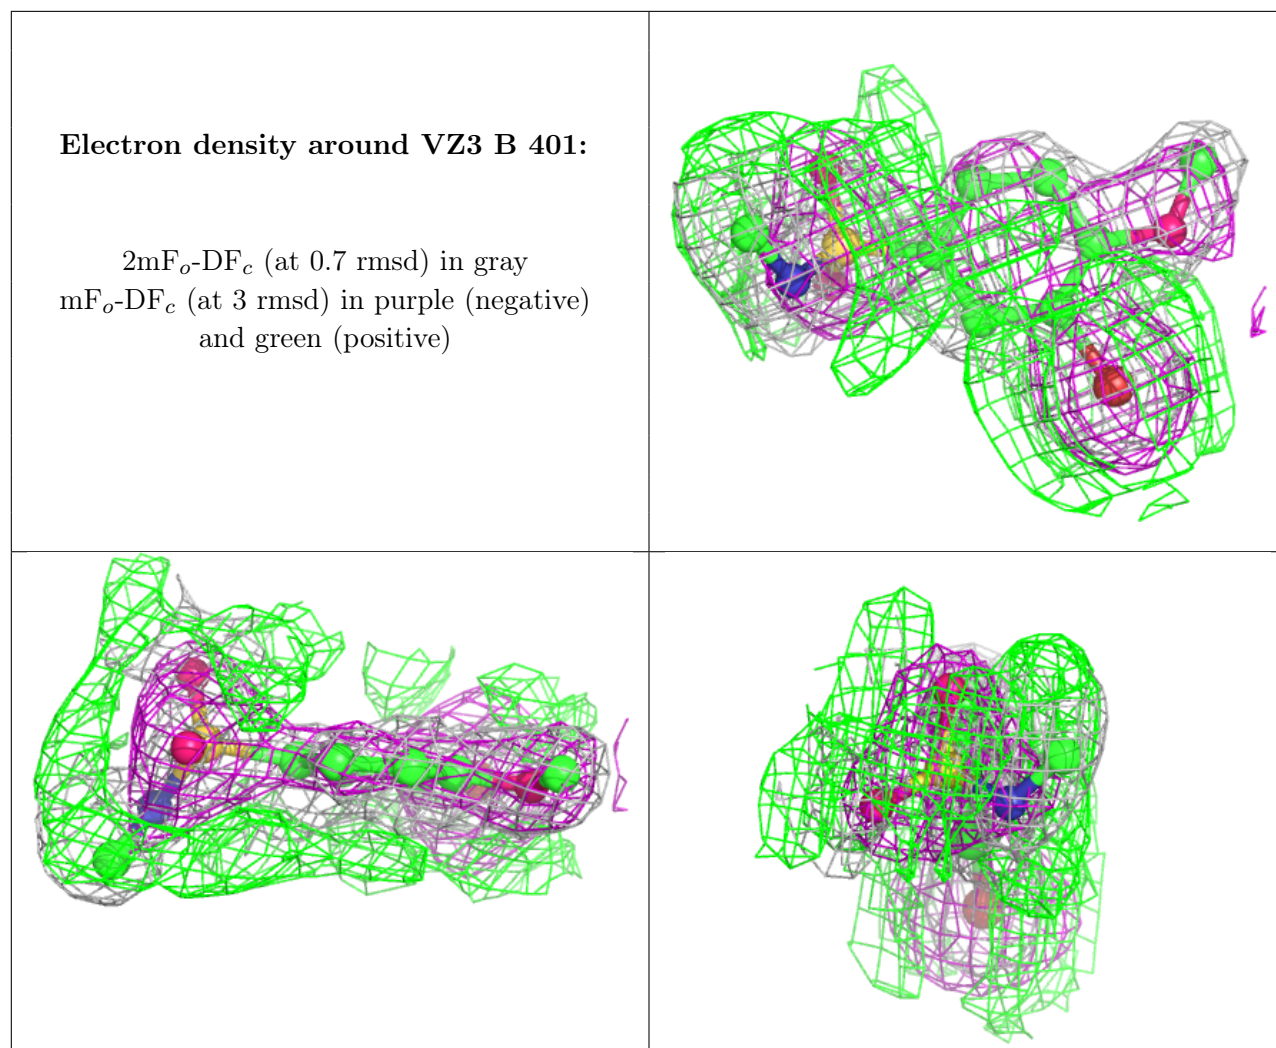 Electron density around VZ3 B 401:
2mFo-DFc (at 0.7 rmsd) in gray
mFo-DFc (at 3 rmsd) in purple (negative)
and green (positive)